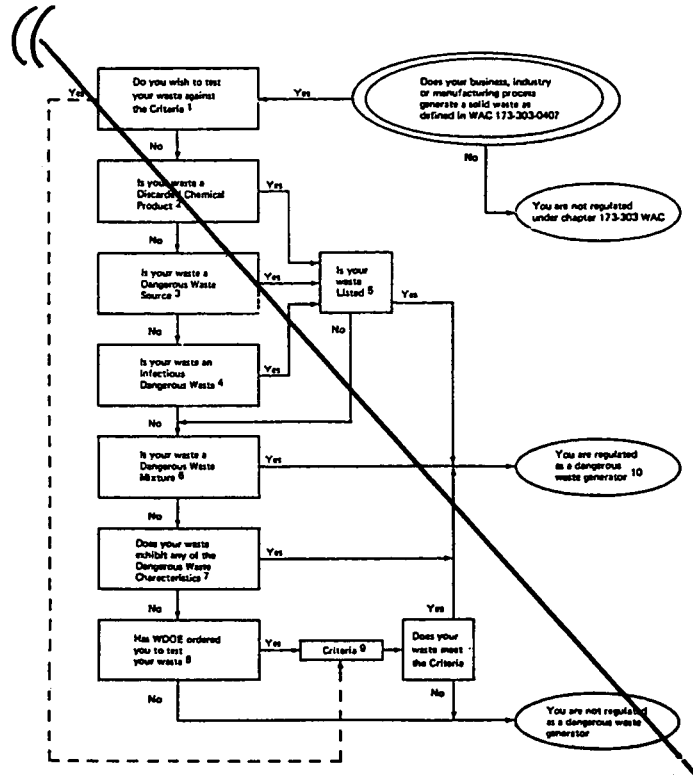 Does your business, industry
or manufacturing process
generate a solid waste as
defined in WAC 173-303-040?
Yes
No
You are not regulated
under chapter 173-303 WAC
Do you wish to test
your waste against
the Criteria 1
Yes
No
Is your waste a
Discarded Chemical
Product 2
Yes
No
Is your waste a
Dangerous Waste
Source 3
Yes
No
Is your waste
Listed 5
Yes
No
Is your waste an
Infectious
Dangerous Waste 4
Yes
No
Is your waste a
Dangerous Waste
Mixture 6
Yes
No
You are regulated
as a dangerous
waste generator 10
Does your waste
exhibit any of the
Dangerous Waste
Characteristics 7
Yes
No
Has WDOE ordered
you to test
your waste 8
Yes
No
Criteria 9
Does your
waste meet
the Criteria
Yes
No
You are not regulated
as a dangerous waste
generator